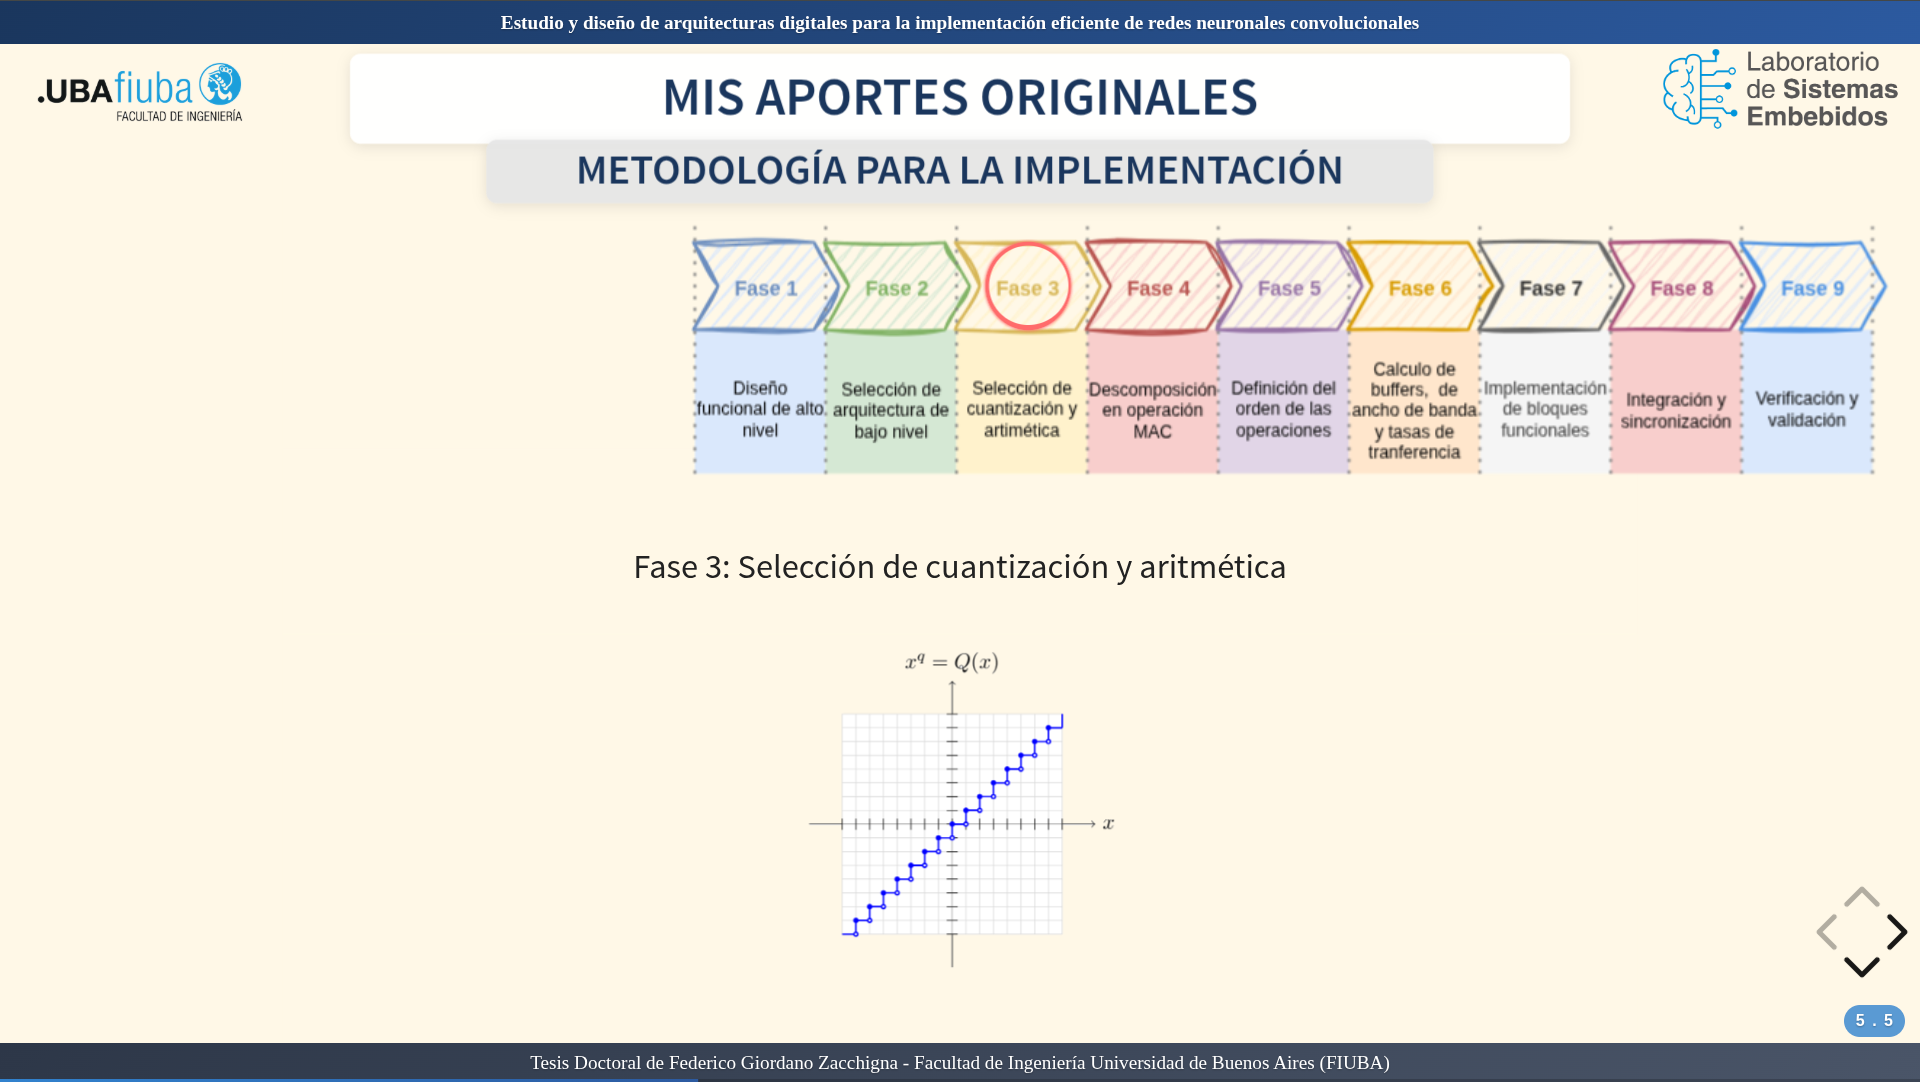 Estudio y diseño de arquitecturas digitales para la implementación eficiente de redes neuronales convolucionales
.UBAfiuba
FACULTAD DE INGENIERÍA
MIS APORTES ORIGINALES
Laboratorio
de Sistemas
Embebidos
METODOLOGÍA PARA LA IMPLEMENTACIÓN
Fase 1
Fase 2
Fase 3
Fase 4
Fase 5
Fase 6
Fase 7
Fase 8
Fase 9
Diseño
funcional de alto
nivel
Selección de
arquitectura de
bajo nivel
Selección de
cuantización y
artimética
Descomposición
en operación
MAC
Definición del
orden de las
operaciones
Calculo de
buffers, de
ancho de banda
y tasas de
tranferencia
Implementación
de bloques
funcionales
Integración y
sincronización
Verificación y
validación
Fase 3: Selección de cuantización y aritmética
x^q = Q(x)
x
5 . 5
Tesis Doctoral de Federico Giordano Zacchigna - Facultad de Ingeniería Universidad de Buenos Aires (FIUBA)